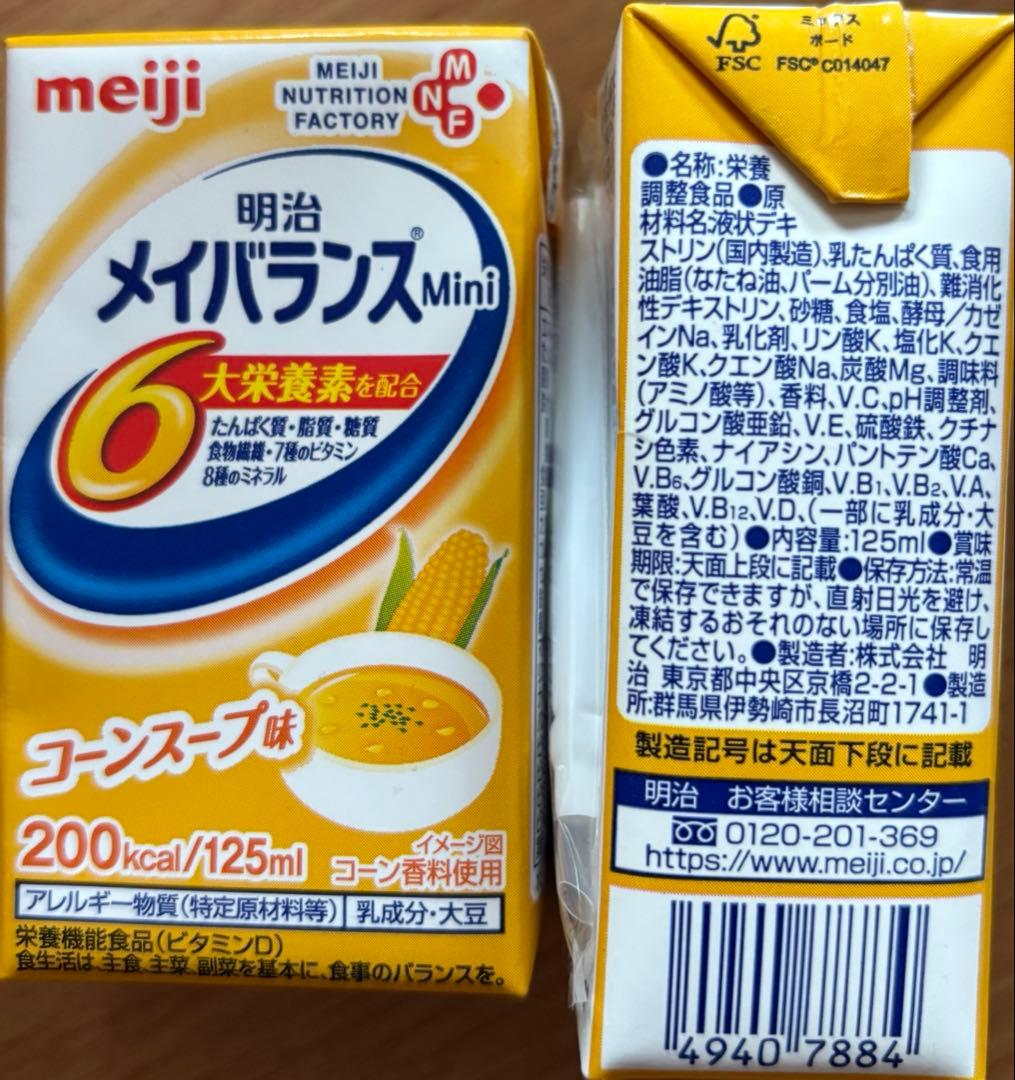 meiji
MEIJI
NUTRITION
FACTORY
M
N
F
明治
メイバランス®Mini
6大栄養素を配合
たんぱく質・脂質・糖質
食物繊維・7種のビタミン
8種のミネラル
コーンスープ味
200kcal/125ml
イメージ図
コーン香料使用
アレルギー物質(特定原材料等) 乳成分・大豆
栄養機能食品(ビタミンD)
食生活は、主食、主菜、副菜を基本に、食事のバランスを。
ミックス
ボード
FSC FSC® C014047
●名称:栄養
調整食品●原
材料名:液状デキ
ストリン(国内製造)、乳たんぱく質、食用
油脂(なたね油、パーム分別油)、難消化
性デキストリン、砂糖、食塩、酵母/カゼ
インNa、乳化剤、リン酸K、塩化K、クエ
ン酸K、クエン酸Na、炭酸Mg、調味料
(アミノ酸等)、香料、V.C、pH調整剤、
グルコン酸亜鉛、V.E、硫酸鉄、クチナ
シ色素、ナイアシン、パントテン酸Ca、
V.B6、グルコン酸銅、V.B1、V.B2、V.A、
葉酸、V.B12、V.D、(一部に乳成分・大
豆を含む)●内容量:125ml●賞味
期限:天面上段に記載●保存方法:常温
で保存できますが、直射日光を避け、
凍結するおそれのない場所に保存し
てください。●製造者:株式会社 明
治 東京都中央区京橋2-2-1●製造
所:群馬県伊勢崎市長沼町1741-1
製造記号は天面下段に記載
明治 お客様相談センター
0120-201-369
https://www.meiji.co.jp/
4940 7884